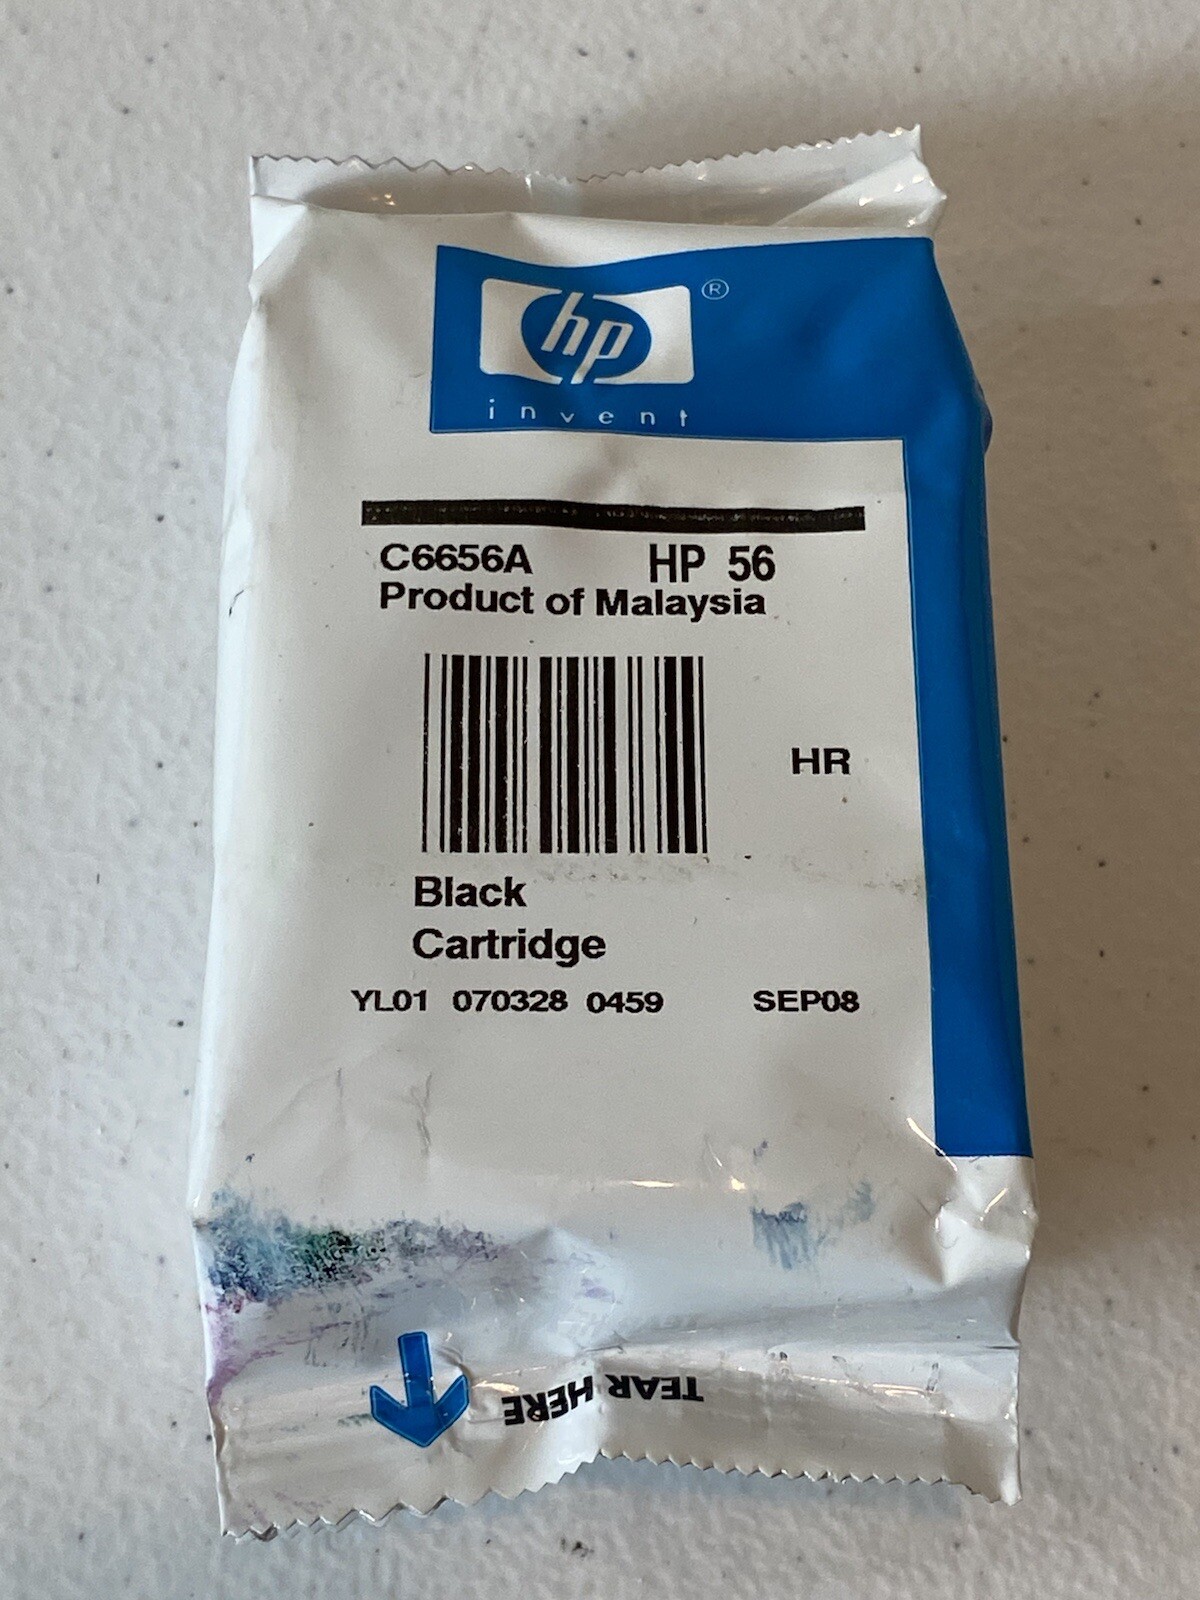 hp ®
invent
C6656A HP 56
Product of Malaysia
HR
Black
Cartridge
YL01 070328 0459 SEP08
TEAR HERE